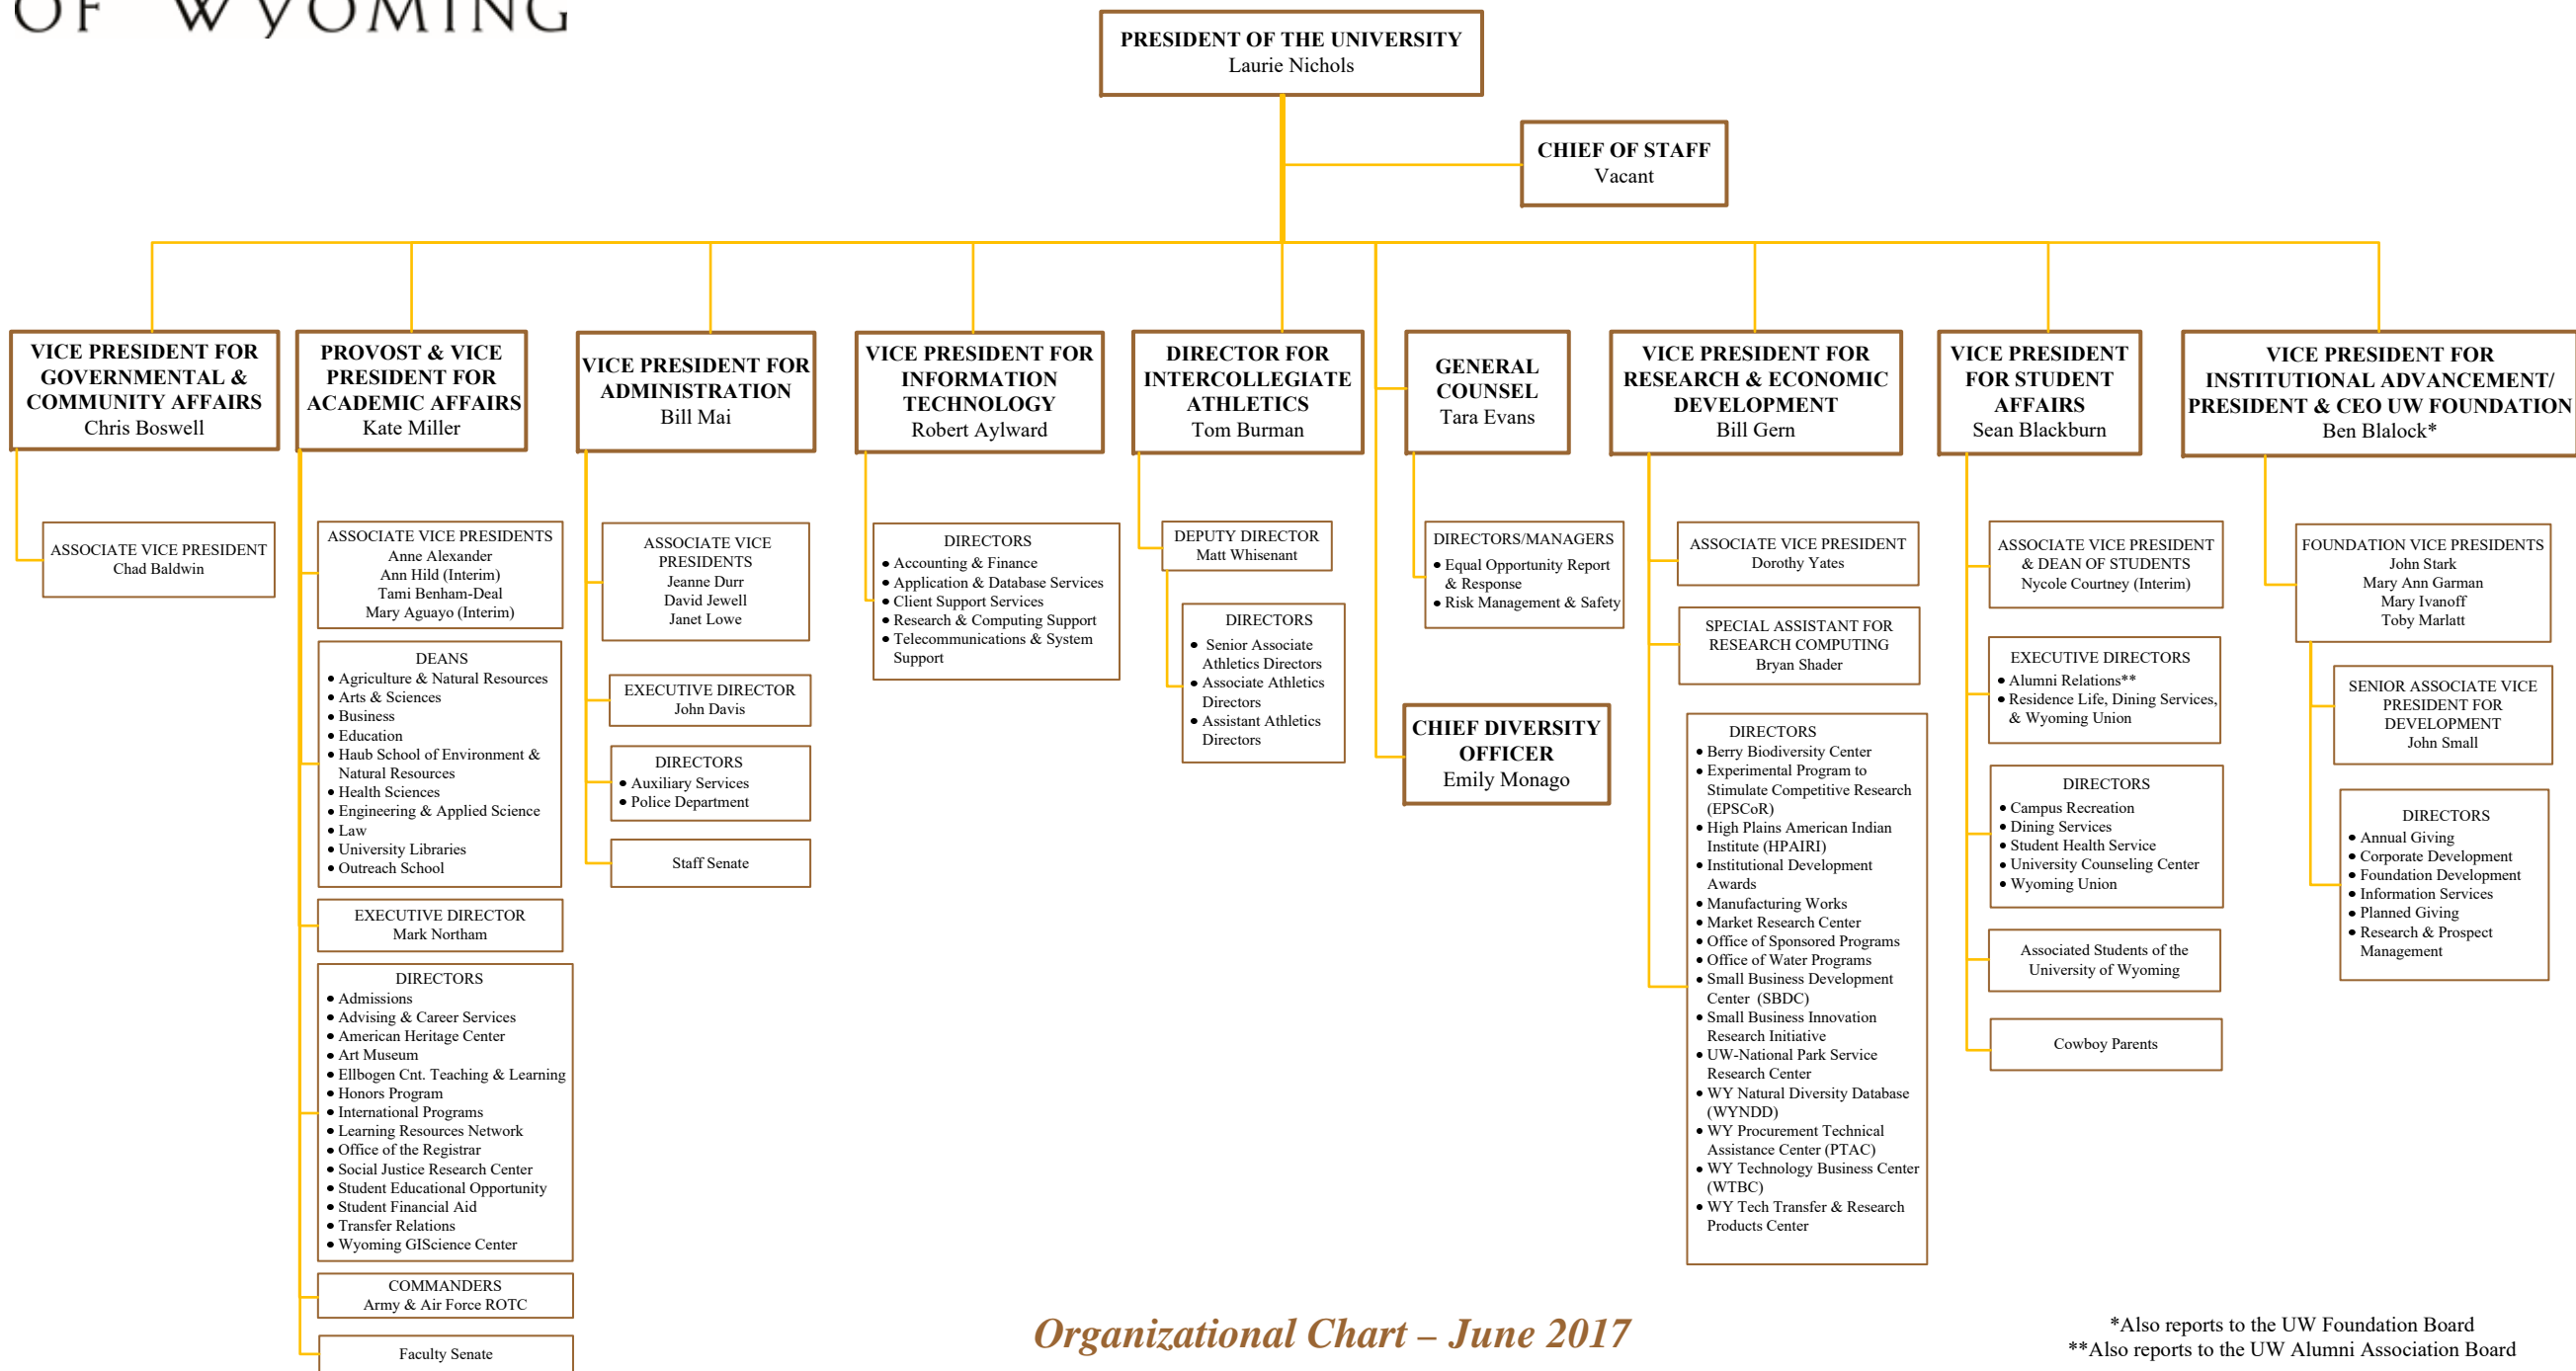 OF WYOMING
PRESIDENT OF THE UNIVERSITY
Laurie Nichols
CHIEF OF STAFF
Vacant
VICE PRESIDENT FOR
GOVERNMENTAL &
COMMUNITY AFFAIRS
Chris Boswell
ASSOCIATE VICE PRESIDENT
Chad Baldwin
PROVOST & VICE
PRESIDENT FOR
ACADEMIC AFFAIRS
Kate Miller
ASSOCIATE VICE PRESIDENTS
Anne Alexander
Ann Hild (Interim)
Tami Benham-Deal
Mary Aguayo (Interim)
DEANS
• Agriculture & Natural Resources
• Arts & Sciences
• Business
• Education
• Haub School of Environment &
Natural Resources
• Health Sciences
• Engineering & Applied Science
• Law
• University Libraries
• Outreach School
EXECUTIVE DIRECTOR
Mark Northam
DIRECTORS
• Admissions
• Advising & Career Services
• American Heritage Center
• Art Museum
• Ellbogen Cnt. Teaching & Learning
• Honors Program
• International Programs
• Learning Resources Network
• Office of the Registrar
• Social Justice Research Center
• Student Educational Opportunity
• Student Financial Aid
• Transfer Relations
• Wyoming GIScience Center
COMMANDERS
Army & Air Force ROTC
Faculty Senate
VICE PRESIDENT FOR
ADMINISTRATION
Bill Mai
ASSOCIATE VICE
PRESIDENTS
Jeanne Durr
David Jewell
Janet Lowe
EXECUTIVE DIRECTOR
John Davis
DIRECTORS
• Auxiliary Services
• Police Department
Staff Senate
VICE PRESIDENT FOR
INFORMATION
TECHNOLOGY
Robert Aylward
DIRECTORS
• Accounting & Finance
• Application & Database Services
• Client Support Services
• Research & Computing Support
• Telecommunications & System
Support
DIRECTOR FOR
INTERCOLLEGIATE
ATHLETICS
Tom Burman
DEPUTY DIRECTOR
Matt Whisenant
DIRECTORS
• Senior Associate
Athletics Directors
• Associate Athletics
Directors
• Assistant Athletics
Directors
GENERAL
COUNSEL
Tara Evans
DIRECTORS/MANAGERS
• Equal Opportunity Report
& Response
• Risk Management & Safety
CHIEF DIVERSITY
OFFICER
Emily Monago
VICE PRESIDENT FOR
RESEARCH & ECONOMIC
DEVELOPMENT
Bill Gern
ASSOCIATE VICE PRESIDENT
Dorothy Yates
SPECIAL ASSISTANT FOR
RESEARCH COMPUTING
Bryan Shader
DIRECTORS
• Berry Biodiversity Center
• Experimental Program to
Stimulate Competitive Research
(EPSCoR)
• High Plains American Indian
Institute (HPAIRI)
• Institutional Development
Awards
• Manufacturing Works
• Market Research Center
• Office of Sponsored Programs
• Office of Water Programs
• Small Business Development
Center (SBDC)
• Small Business Innovation
Research Initiative
• UW-National Park Service
Research Center
• WY Natural Diversity Database
(WYNDD)
• WY Procurement Technical
Assistance Center (PTAC)
• WY Technology Business Center
(WTBC)
• WY Tech Transfer & Research
Products Center
VICE PRESIDENT
FOR STUDENT
AFFAIRS
Sean Blackburn
ASSOCIATE VICE PRESIDENT
& DEAN OF STUDENTS
Nycole Courtney (Interim)
EXECUTIVE DIRECTORS
• Alumni Relations**
• Residence Life, Dining Services,
& Wyoming Union
DIRECTORS
• Campus Recreation
• Dining Services
• Student Health Service
• University Counseling Center
• Wyoming Union
Associated Students of the
University of Wyoming
Cowboy Parents
VICE PRESIDENT FOR
INSTITUTIONAL ADVANCEMENT/
PRESIDENT & CEO UW FOUNDATION
Ben Blalock*
FOUNDATION VICE PRESIDENTS
John Stark
Mary Ann Garman
Mary Ivanoff
Toby Marlatt
SENIOR ASSOCIATE VICE
PRESIDENT FOR
DEVELOPMENT
John Small
DIRECTORS
• Annual Giving
• Corporate Development
• Foundation Development
• Information Services
• Planned Giving
• Research & Prospect
Management
Organizational Chart – June 2017
*Also reports to the UW Foundation Board
**Also reports to the UW Alumni Association Board